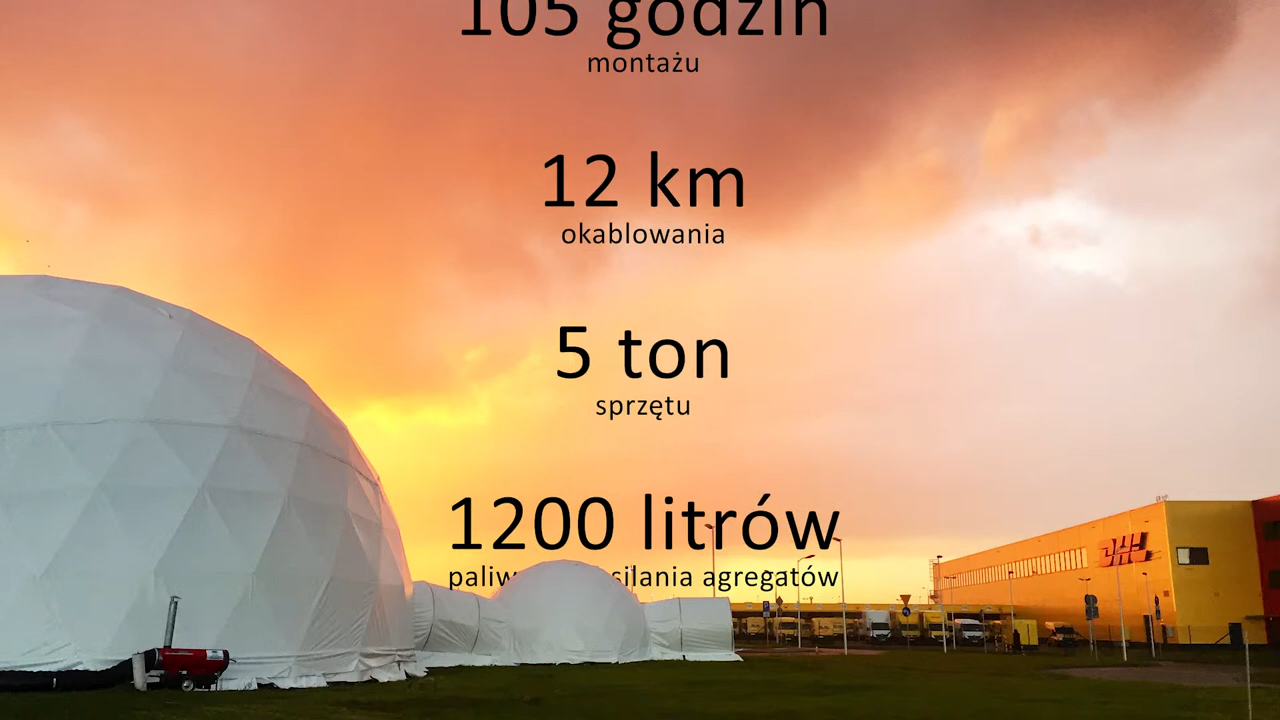 105 godzin
montażu
12 km
okablowania
5 ton
sprzętu
1200 litrów
agregatów
DHL